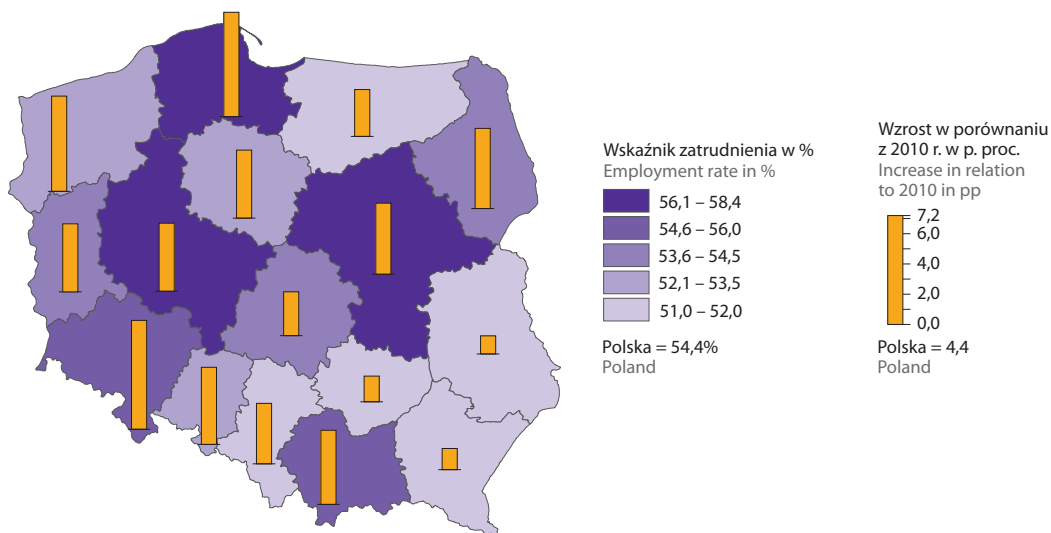 Wskaźnik zatrudnienia w %
Employment rate in %
56,1 – 58,4
54,6 – 56,0
53,6 – 54,5
52,1 – 53,5
51,0 – 52,0
Polska = 54,4%
Poland
Wzrost w porównaniu
z 2010 r. w p. proc.
Increase in relation
to 2010 in pp
7,2
6,0
4,0
2,0
0,0
Polska = 4,4
Poland